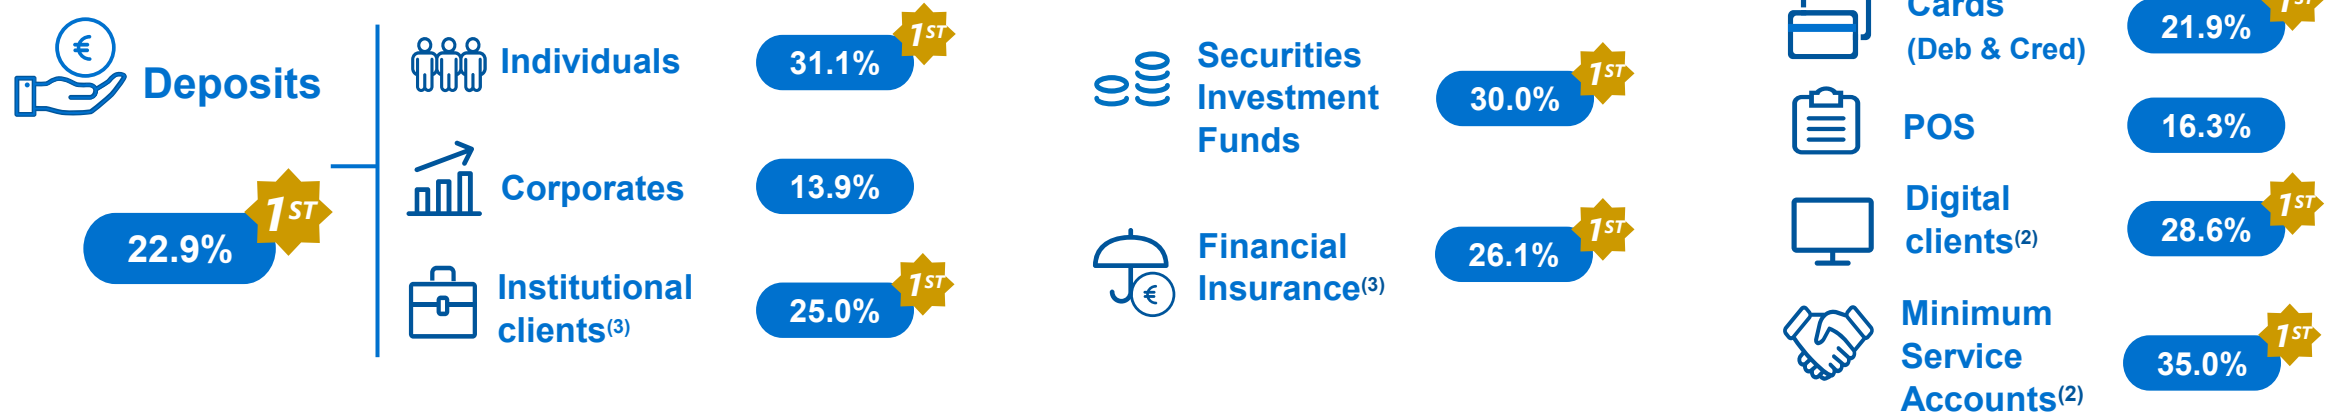 €
Deposits
22.9%
1ST
Individuals
31.1%
1ST
Corporates
13.9%
Institutional
clients(3)
25.0%
1ST
Securities
Investment
Funds
30.0%
1ST
€
Financial
Insurance(3)
26.1%
1ST
Cards
(Deb & Cred)
21.9%
1ST
POS
16.3%
Digital
clients(2)
28.6%
1ST
Minimum
Service
Accounts(2)
35.0%
1ST